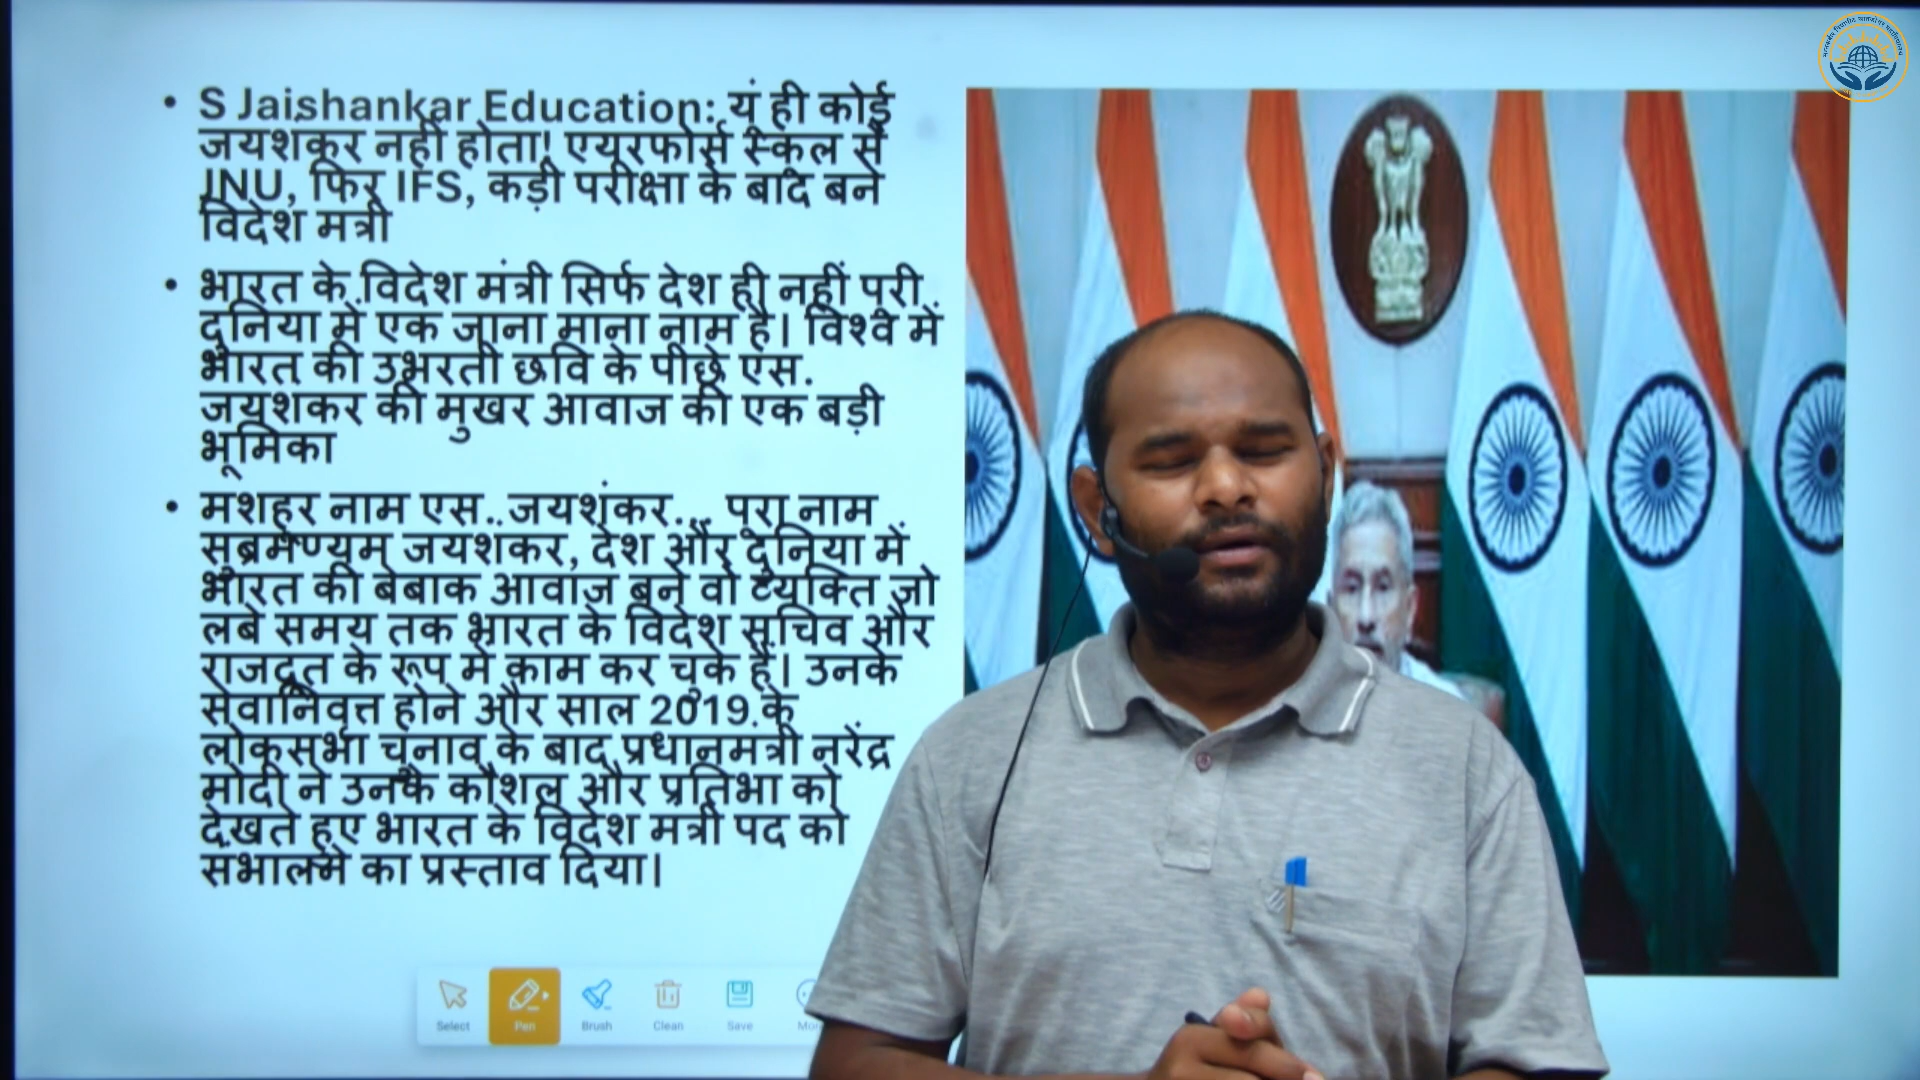 S Jaishankar Education: यूं ही कोई
जयशंकर नहीं होता! एयरफोर्स स्कूल से
JNU, फिर IFS, कड़ी परीक्षा के बाद बने
विदेश मंत्री
भारत के विदेश मंत्री सिर्फ देश ही नहीं पूरी
दुनिया में एक जाना माना नाम है। विश्व में
भारत की उभरती छवि के पीछे एस.
जयशंकर की मुखर आवाज की एक बड़ी
भूमिका
मशहूर नाम एस. जयशंकर... पूरा नाम
सुब्रमण्यम जयशंकर, देश और दुनिया में
भारत की बेबाक आवाज बने वो व्यक्ति जो
लंबे समय तक भारत के विदेश सचिव और
राजदूत के रूप में काम कर चुके हैं। उनके
सेवानिवृत्त होने और साल 2019 के
लोकसभा चुनाव के बाद प्रधानमंत्री नरेंद्र
मोदी ने उनके कौशल और प्रतिभा को
देखते हुए भारत के विदेश मंत्री पद को
संभालने का प्रस्ताव दिया।
Select Pen Brush Clean Save